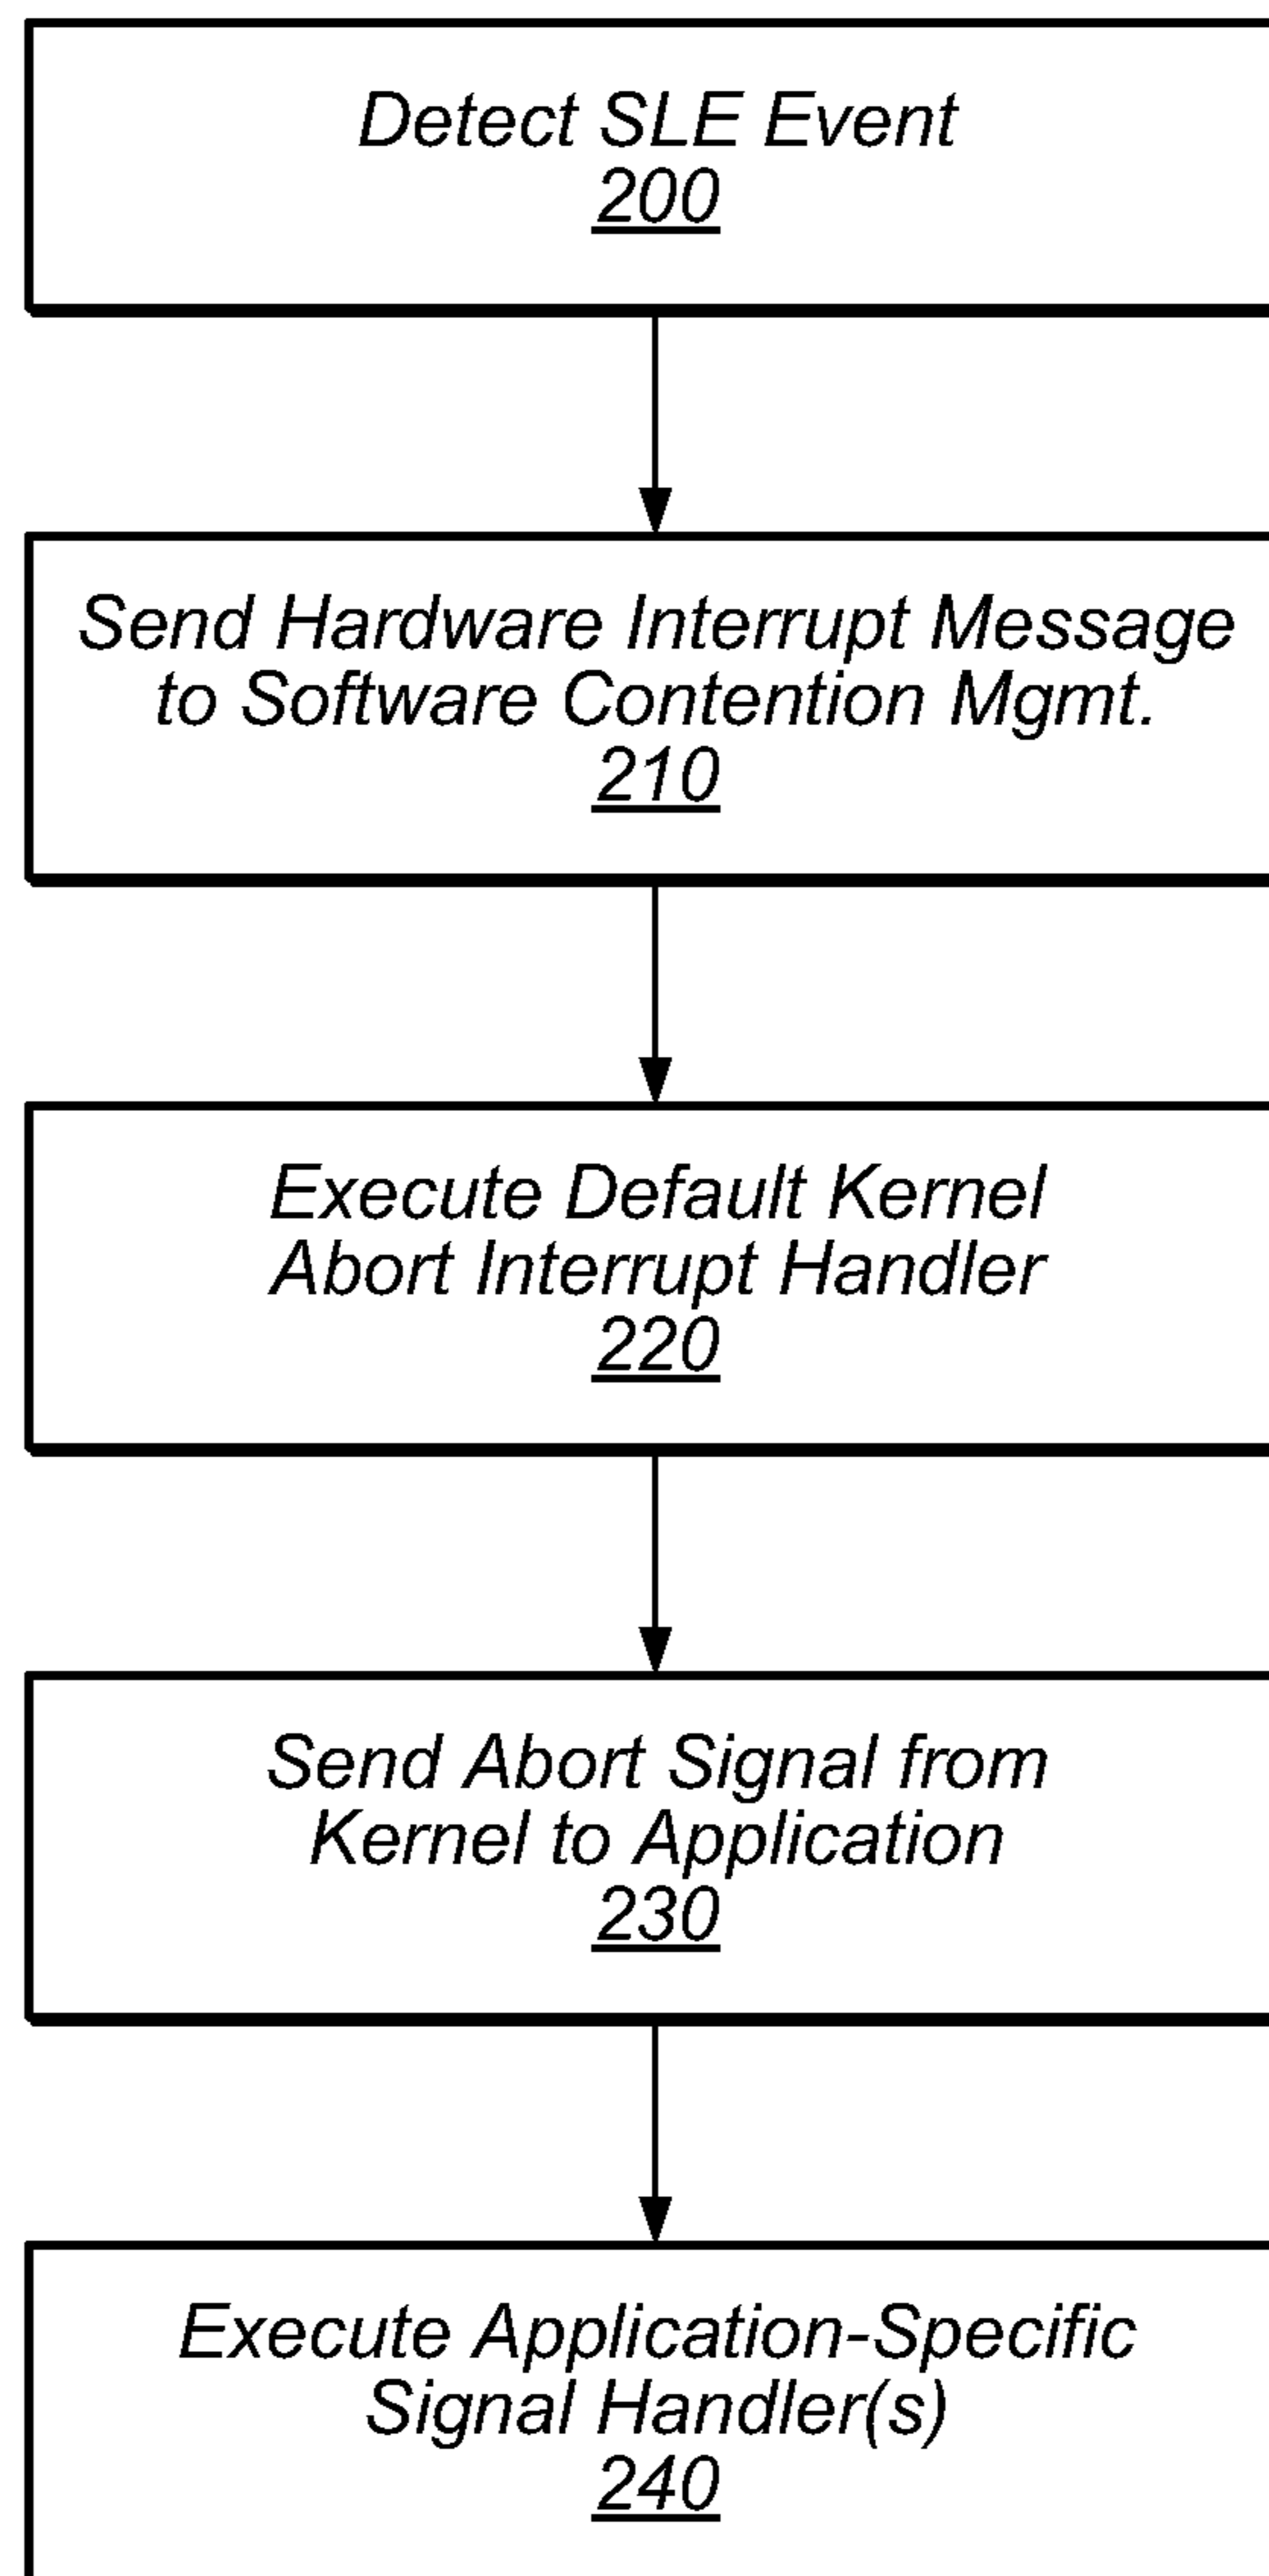 Detect SLE Event
200
Send Hardware Interrupt Message
to Software Contention Mgmt.
210
Execute Default Kernel
Abort Interrupt Handler
220
Send Abort Signal from
Kernel to Application
230
Execute Application-Specific
Signal Handler(s)
240